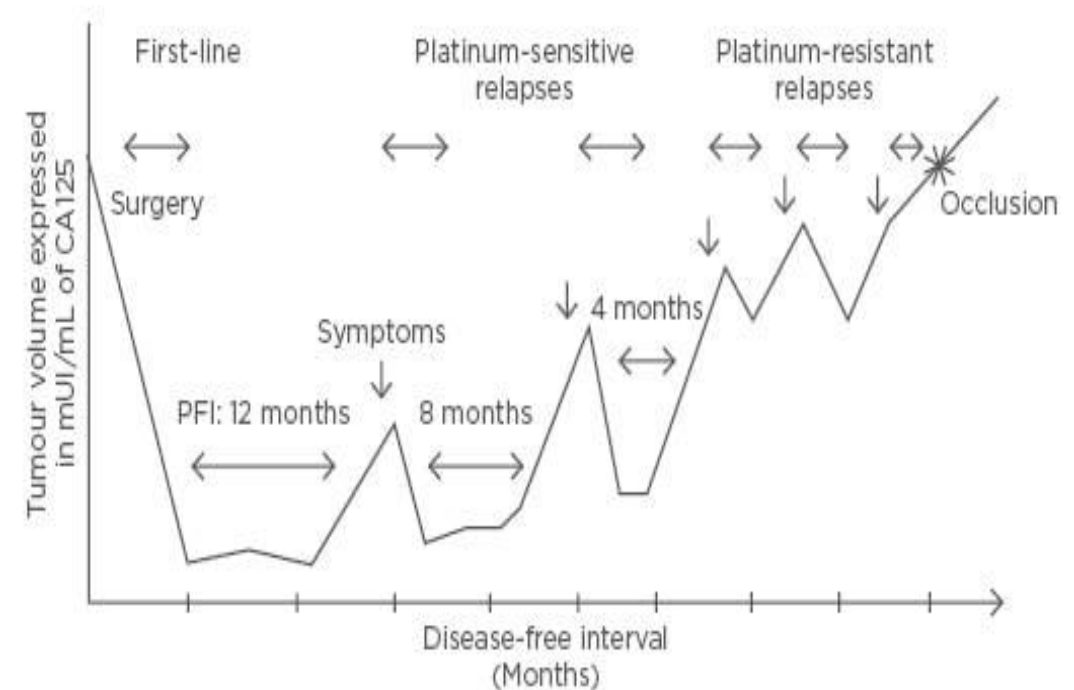 First-line
Platinum-sensitive
relapses
Platinum-resistant
relapses
Surgery
Occlusion
4 months
Symptoms
PFI: 12 months
8 months
Tumour volume expressed
in mUI/mL of CA125
Disease-free interval
(Months)